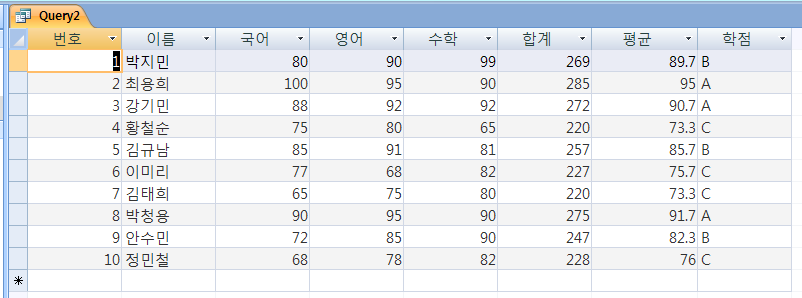 Query2
번호 이름 국어 영어 수학 합계 평균 학점
1 박지민 80 90 99 269 89.7 B
2 최용희 100 95 90 285 95 A
3 강기민 88 92 92 272 90.7 A
4 황철순 75 80 65 220 73.3 C
5 김규남 85 91 81 257 85.7 B
6 이미리 77 68 82 227 75.7 C
7 김태희 65 75 80 220 73.3 C
8 박청용 90 95 90 275 91.7 A
9 안수민 72 85 90 247 82.3 B
10 정민철 68 78 82 228 76 C